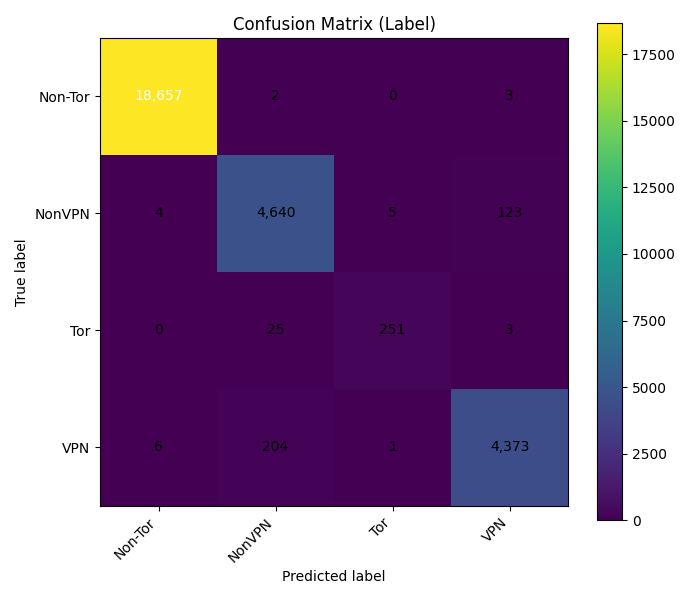 Confusion Matrix (Label)
True label
Non-Tor 18,657 2 0 3
NonVPN 4 4,640 5 123
Tor 0 25 251 3
VPN 6 204 1 4,373
Non-Tor NonVPN Tor VPN
Predicted label
17500
15000
12500
10000
7500
5000
2500
0